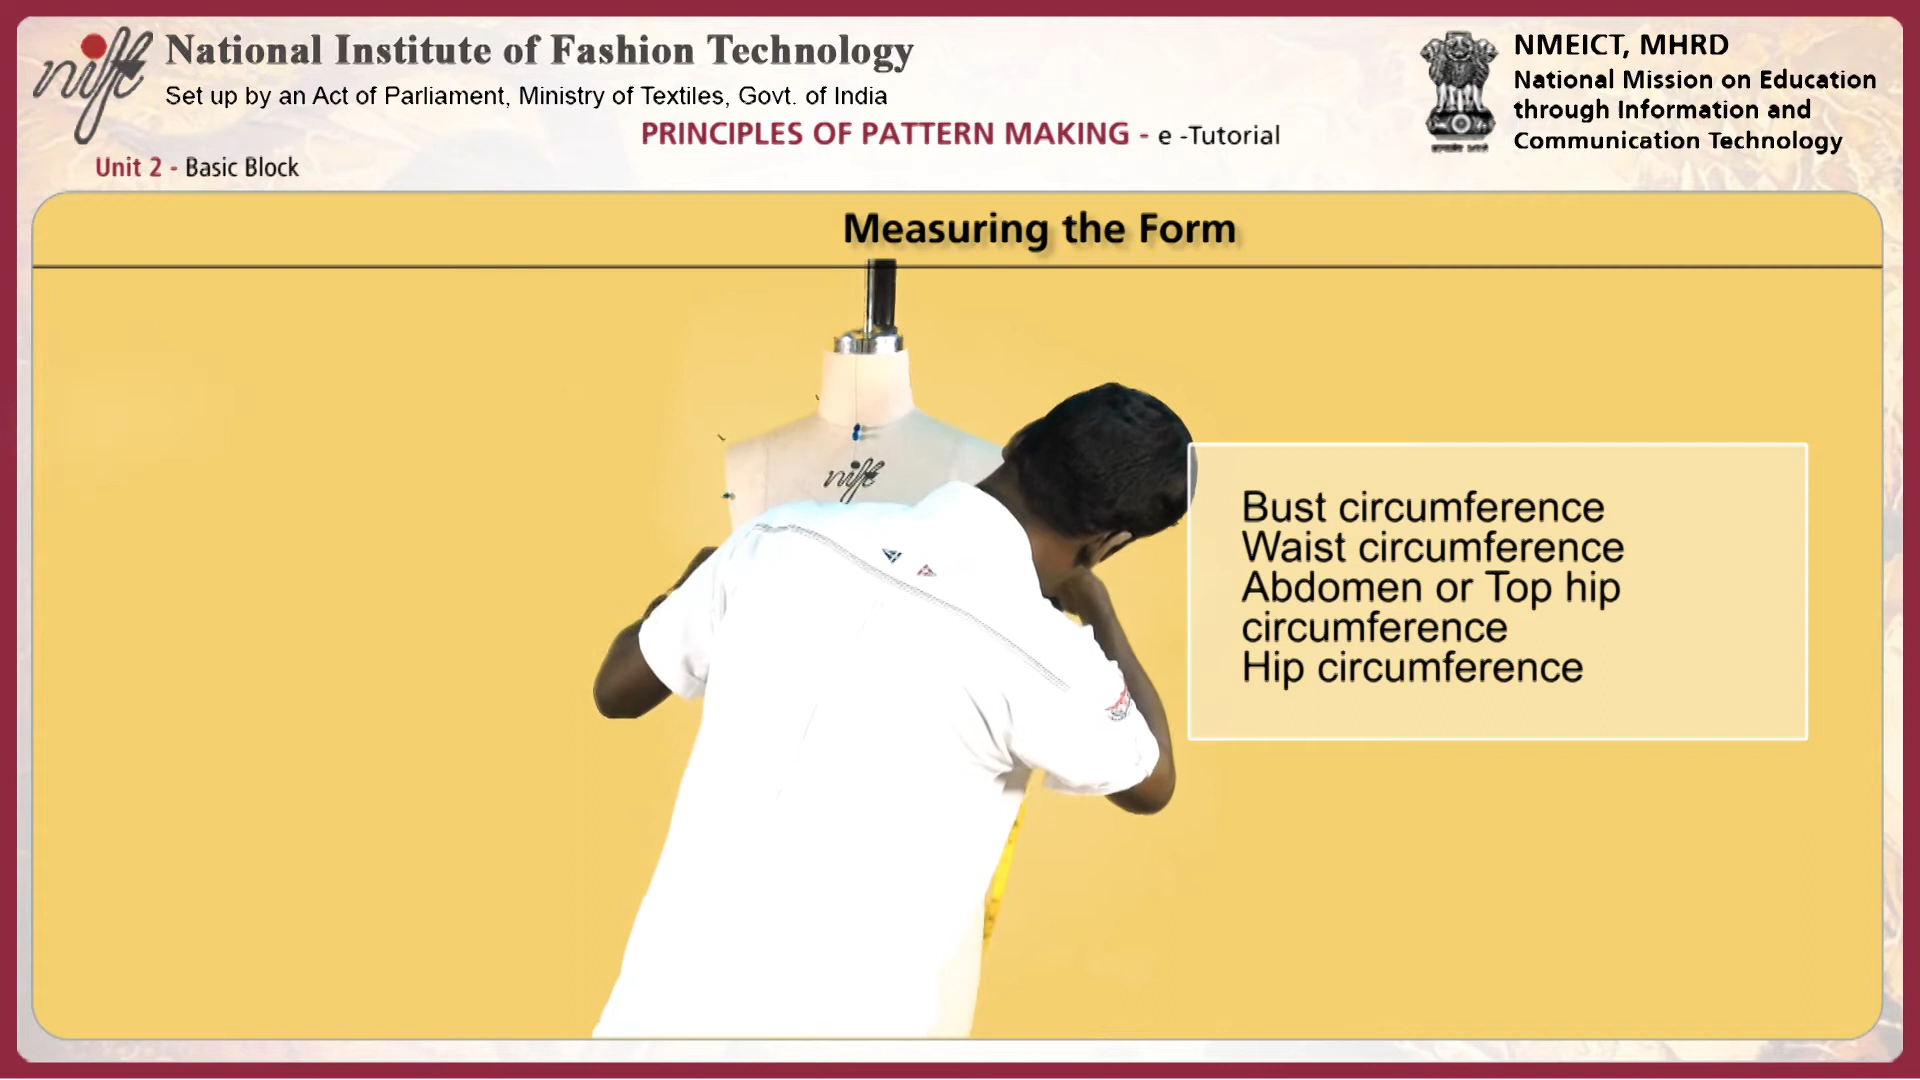 nift
National Institute of Fashion Technology
Set up by an Act of Parliament, Ministry of Textiles, Govt. of India
PRINCIPLES OF PATTERN MAKING - e -Tutorial
Unit 2 - Basic Block
NMEICT, MHRD
National Mission on Education
through Information and
Communication Technology
Measuring the Form
nift
Bust circumference
Waist circumference
Abdomen or Top hip
circumference
Hip circumference